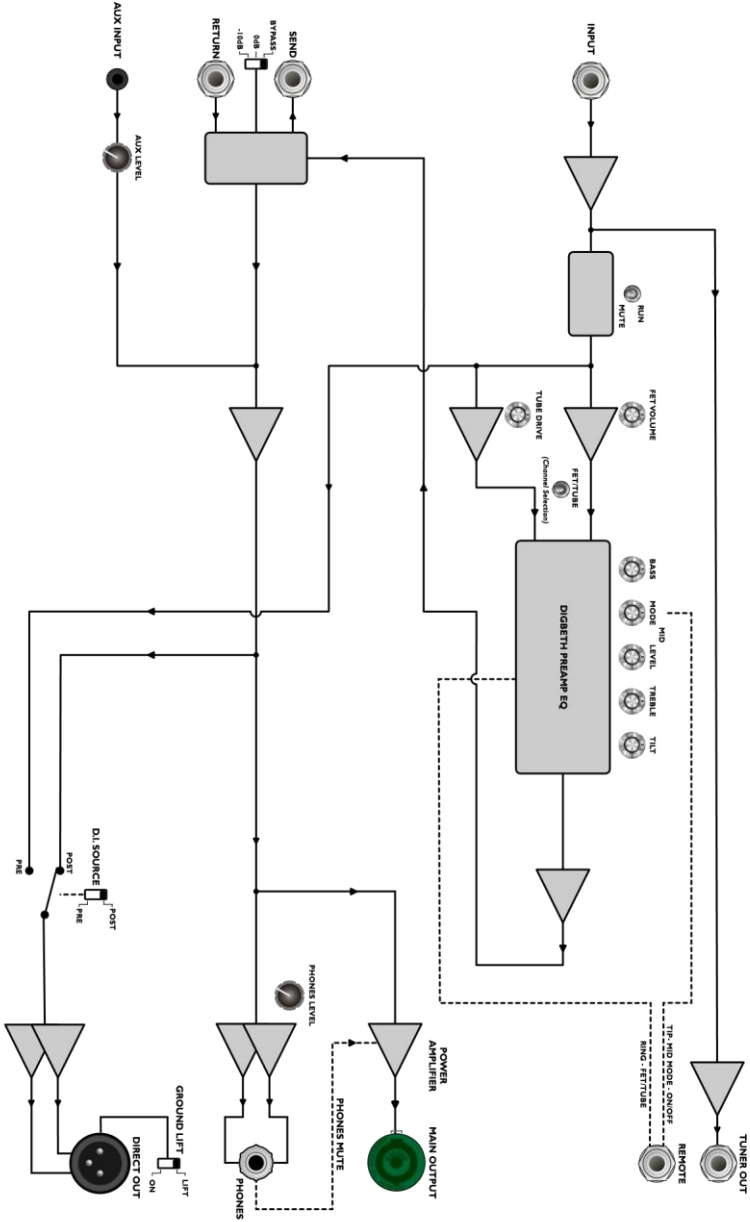 INPUT
RUN
MUTE
FET VOLUME
TUBE DRIVE
FET/TUBE
(Channel Selection)
BASS
MODE
MID
LEVEL
TREBLE
TILT
DIGBETH PREAMP EQ
TIP- MID MODE - ON/OFF
RING - FET/TUBE
TUNER OUT
REMOTE
SEND
BYPASS
0dB
-10dB
RETURN
AUX INPUT
AUX LEVEL
POWER
AMPLIFIER
MAIN OUTPUT
PHONES LEVEL
PHONES MUTE
PHONES
D.I. SOURCE
POST
PRE
POST
PRE
GROUND LIFT
LIFT
ON
DIRECT OUT